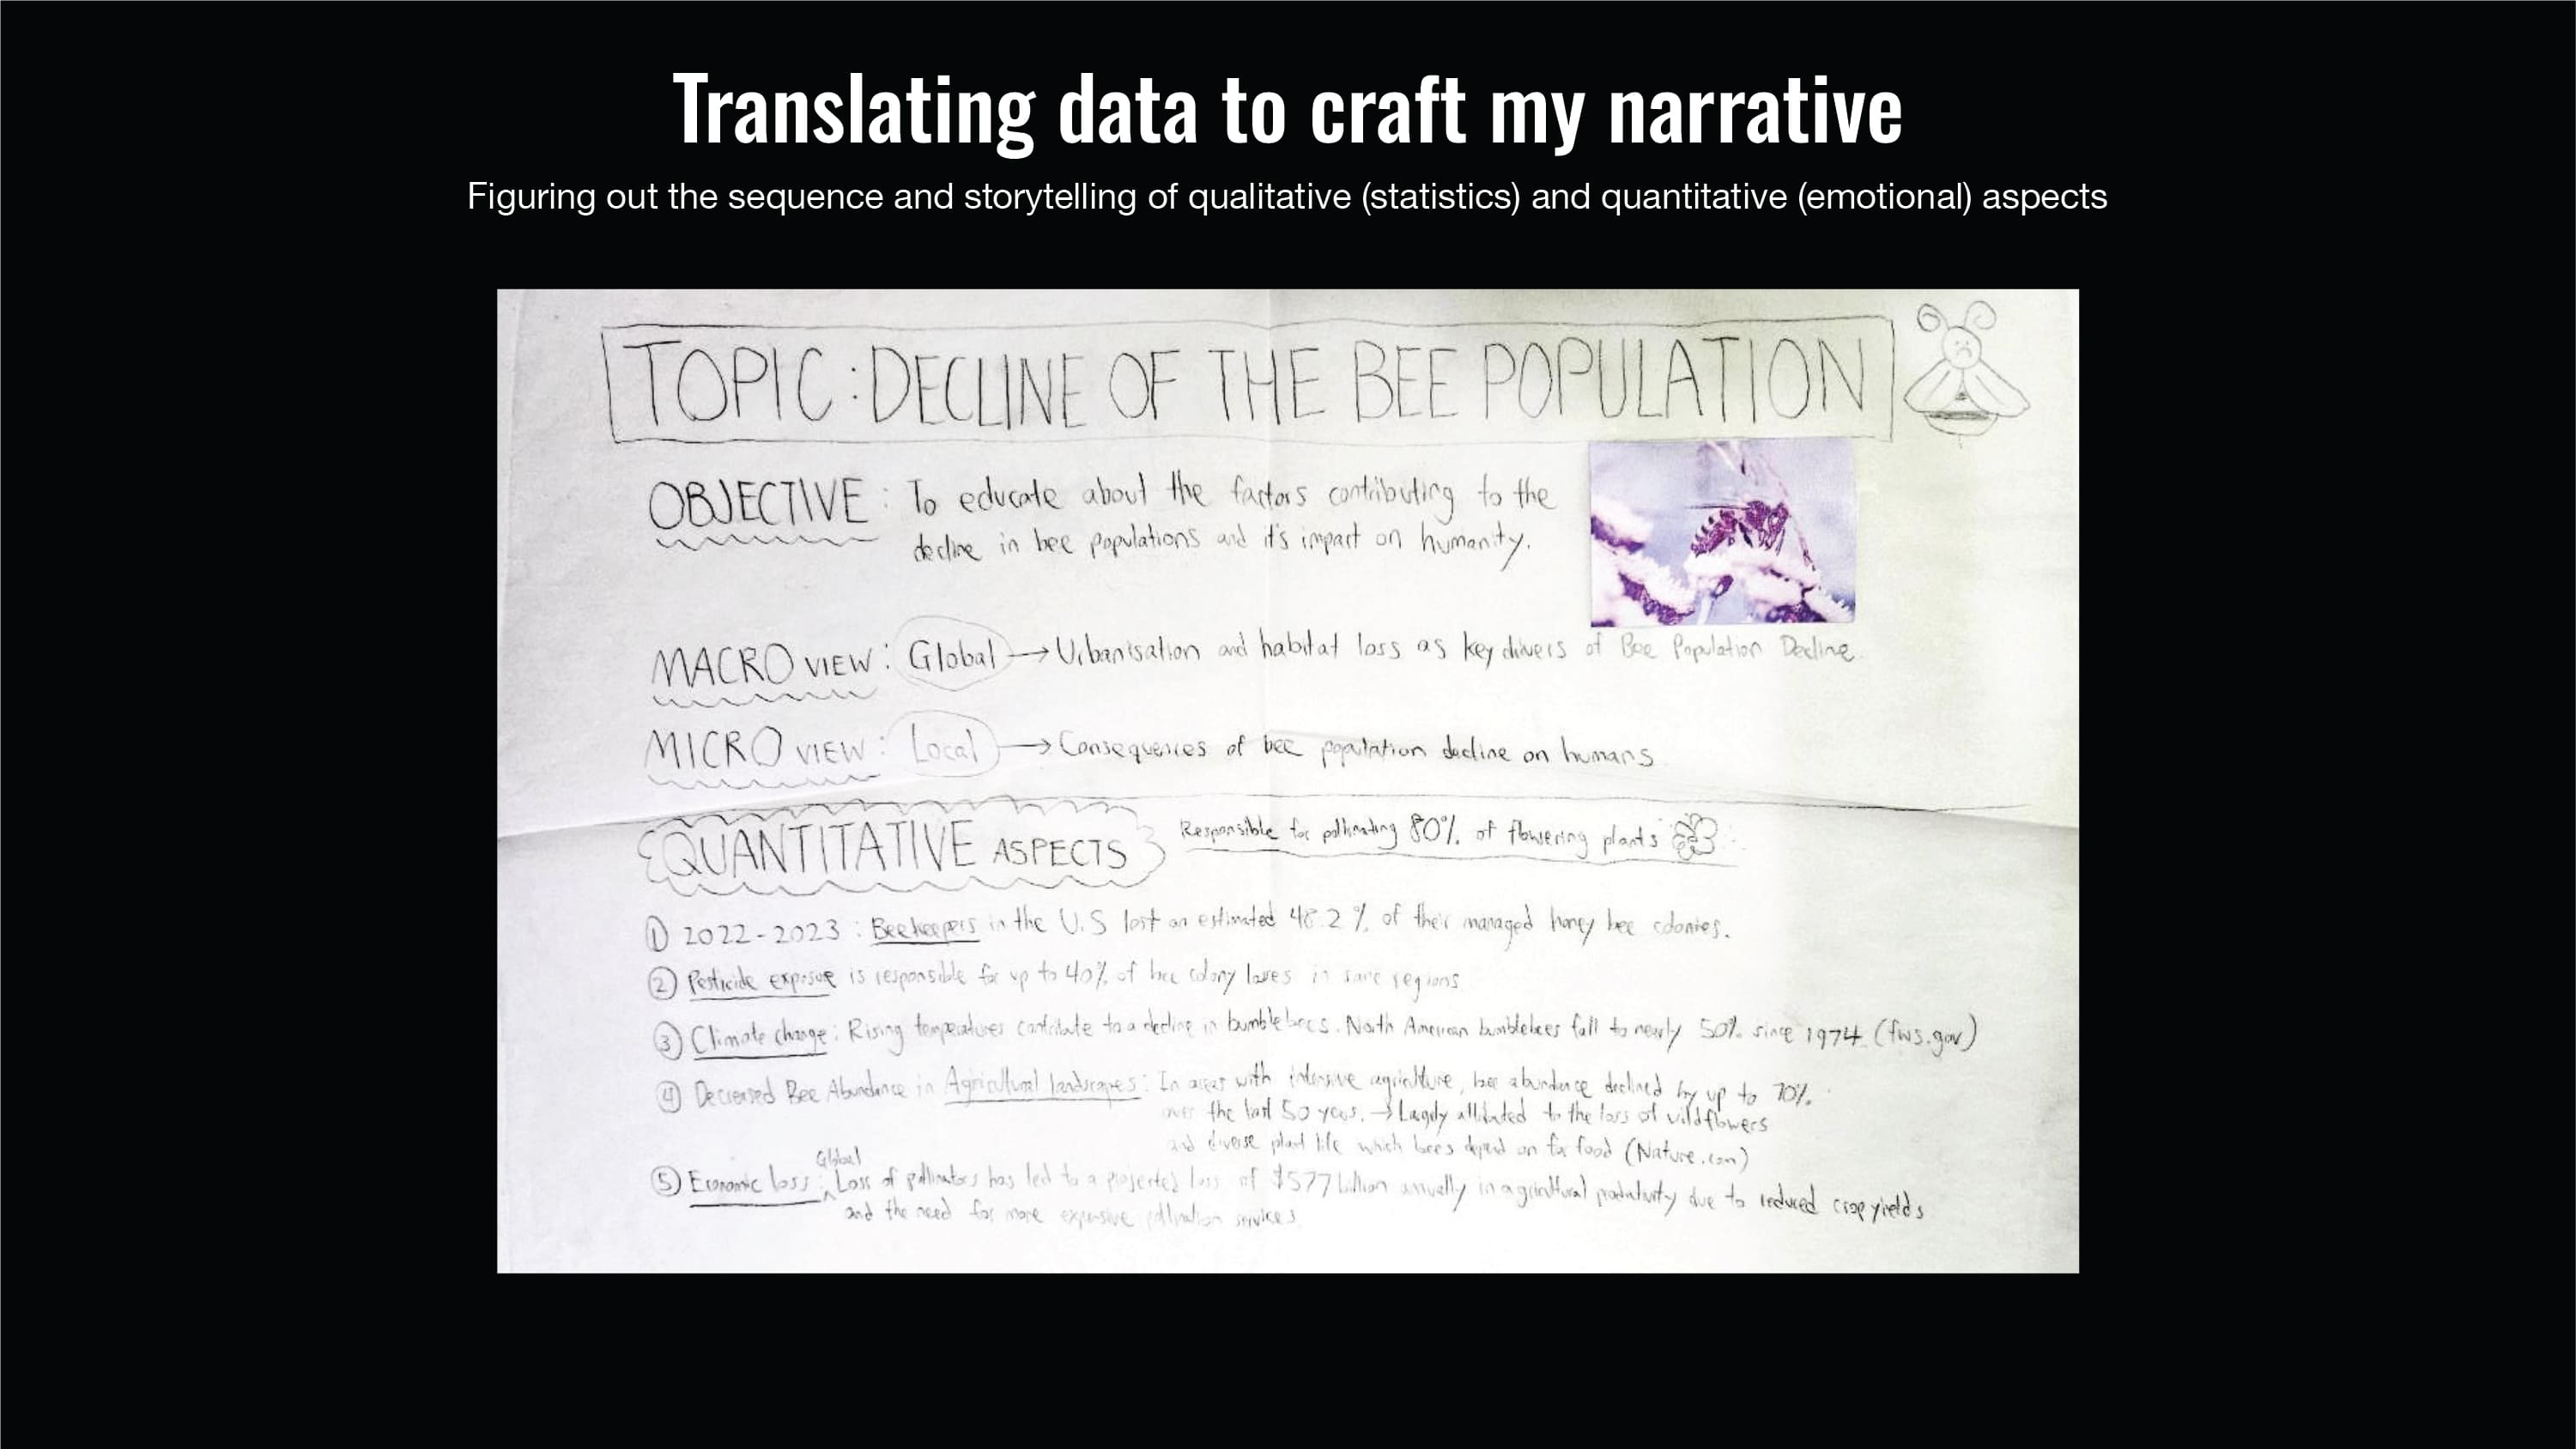 Translating data to craft my narrative
Figuring out the sequence and storytelling of qualitative (statistics) and quantitative (emotional) aspects
TOPIC: DECLINE OF THE BEE POPULATION
OBJECTIVE: To educate about the factors contributing to the
decline in bee populations and it's impact on humanity.
MACRO VIEW: Global → Urbanisation and habitat loss as key drivers of Bee Population Decline.
MICRO VIEW: Local → Consequences of bee population decline on humans
QUANTITATIVE ASPECTS Responsible for pollinating 80% of flowering plants
① 2022-2023: Beekeepers in the U.S lost an estimated 48.2% of their managed honey bee colonies.
② Pesticide exposure is responsible for up to 40% of bee colony loses in some regions
③ Climate change: Rising temperatures contribute to a decline in bumblebees. North American bumblebees fall to nearly 50% since 1974. (fws.gov)
④ Decreased Bee Abundance in Agricultural landscapes: In areas with intensive agriculture, bee abundance declined by up to 70%
over the last 50 years. → Largely attributed to the loss of wildflowers
and diverse plant life which bees depend on for food (Nature.com)
Global
⑤ Economic loss: Loss of pollinators has led to a projected loss of $577 billion annually in agricultural productivity due to reduced crop yields
and the need for more expensive pollination services.